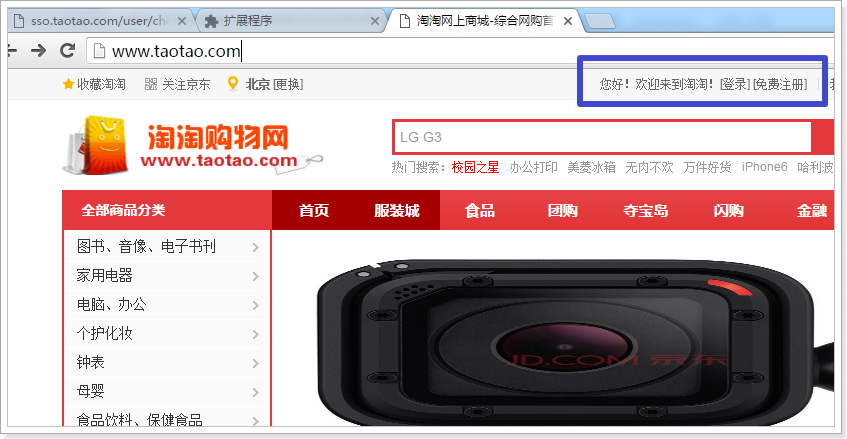 sso.taotao.com/user/che
扩展程序
淘淘网上商城-综合网购首
www.taotao.com
收藏淘淘 关注京东 北京 [更换] 您好！欢迎来到淘淘！[登录] [免费注册]
淘淘购物网
www.taotao.com
LG G3
热门搜索： 校园之星 办公打印 美菱冰箱 无肉不欢 万件好货 iPhone6 哈利波
全部商品分类 首页 服装城 食品 团购 夺宝岛 闪购 金融
图书、音像、电子书刊
家用电器
电脑、办公
个护化妆
钟表
母婴
食品饮料、保健食品
JD.COM 京东